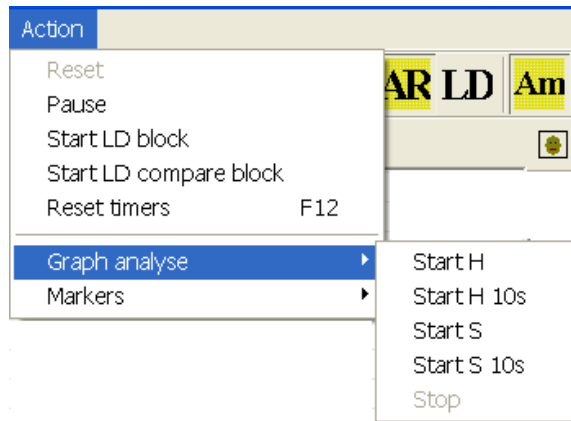 Action
AR LD Am
Reset
Pause
Start LD block
Start LD compare block
Reset timers F12
Graph analyse
Markers
Start H
Start H 10s
Start S
Start S 10s
Stop